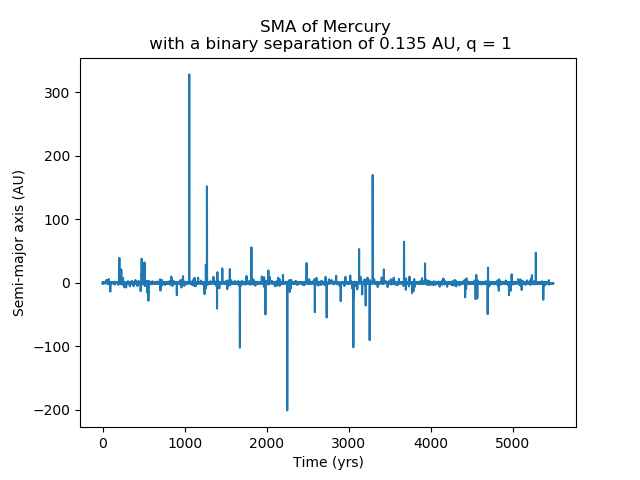 SMA of Mercury
with a binary separation of 0.135 AU, q = 1
Semi-major axis (AU)
300
200
100
0
−100
−200
0 1000 2000 3000 4000 5000
Time (yrs)